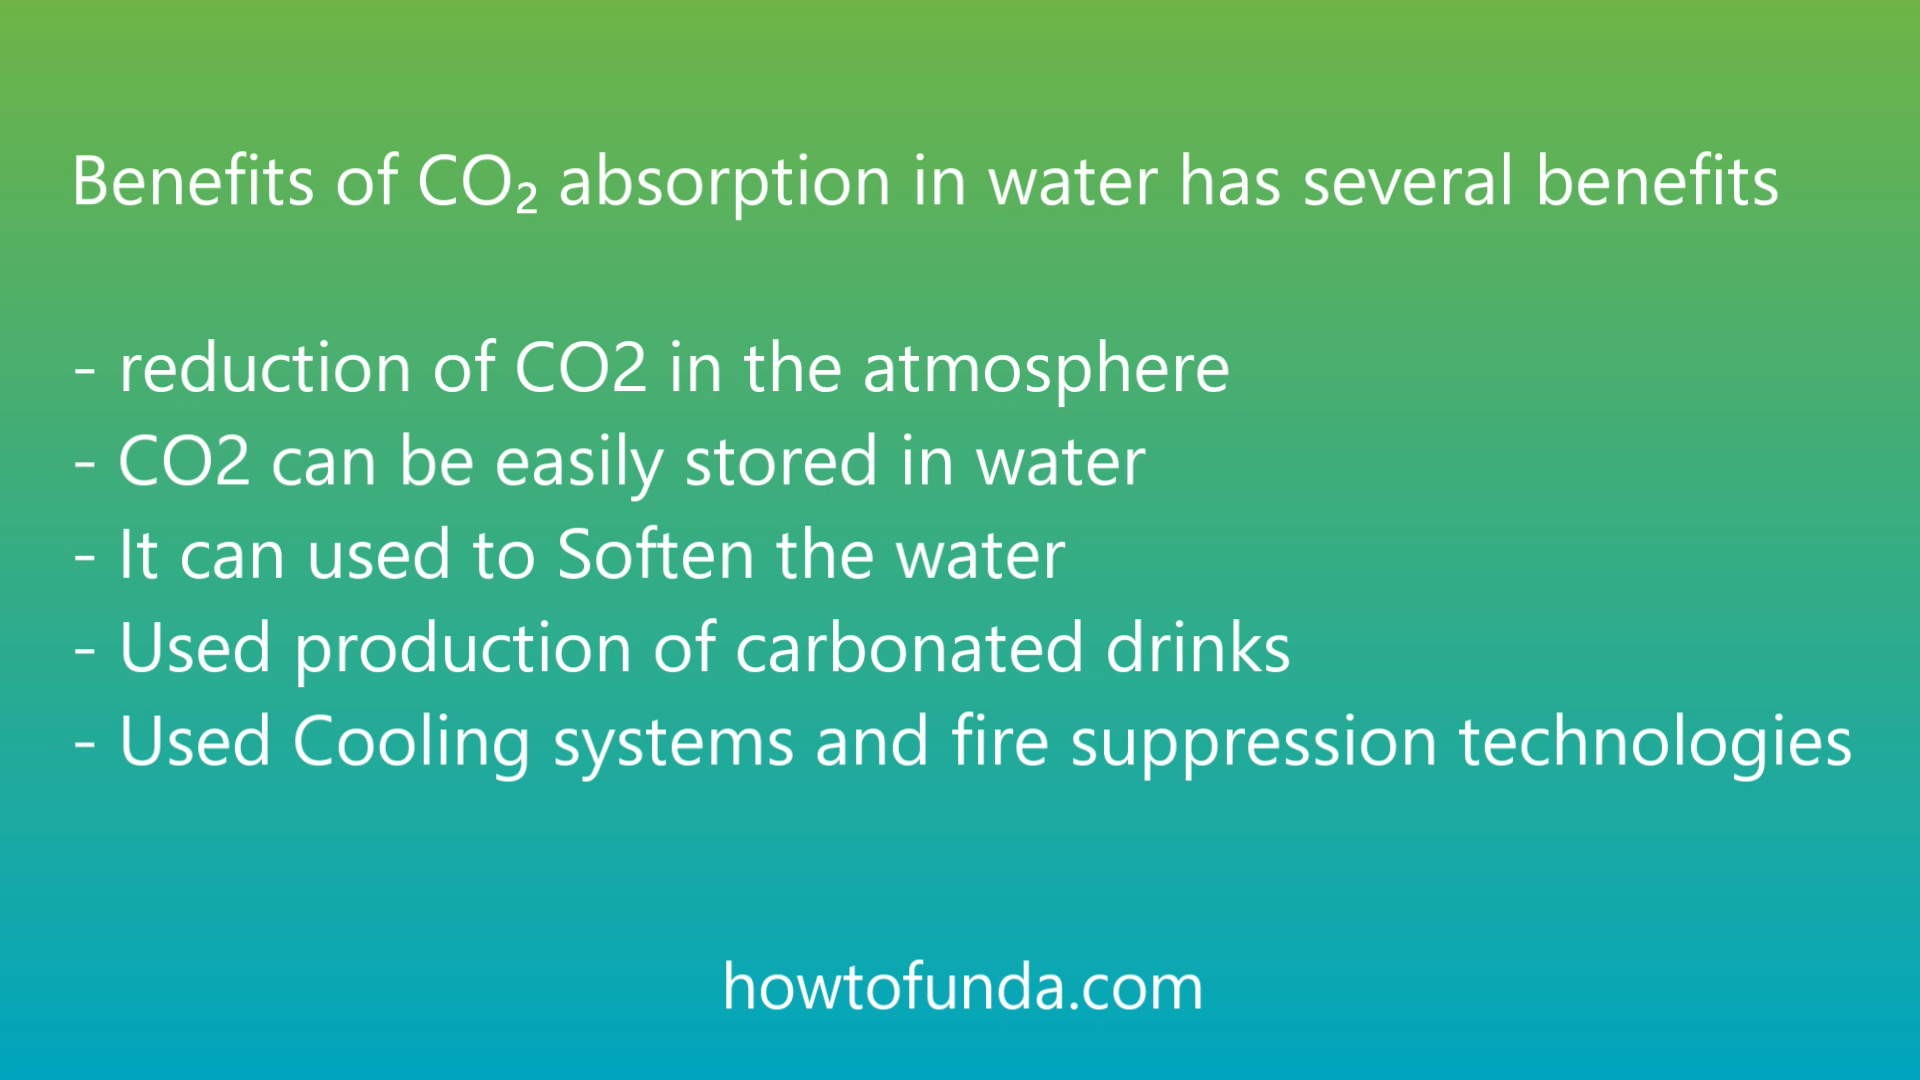 Benefits of CO₂ absorption in water has several benefits
- reduction of CO2 in the atmosphere
- CO2 can be easily stored in water
- It can used to Soften the water
- Used production of carbonated drinks
- Used Cooling systems and fire suppression technologies
howtofunda.com